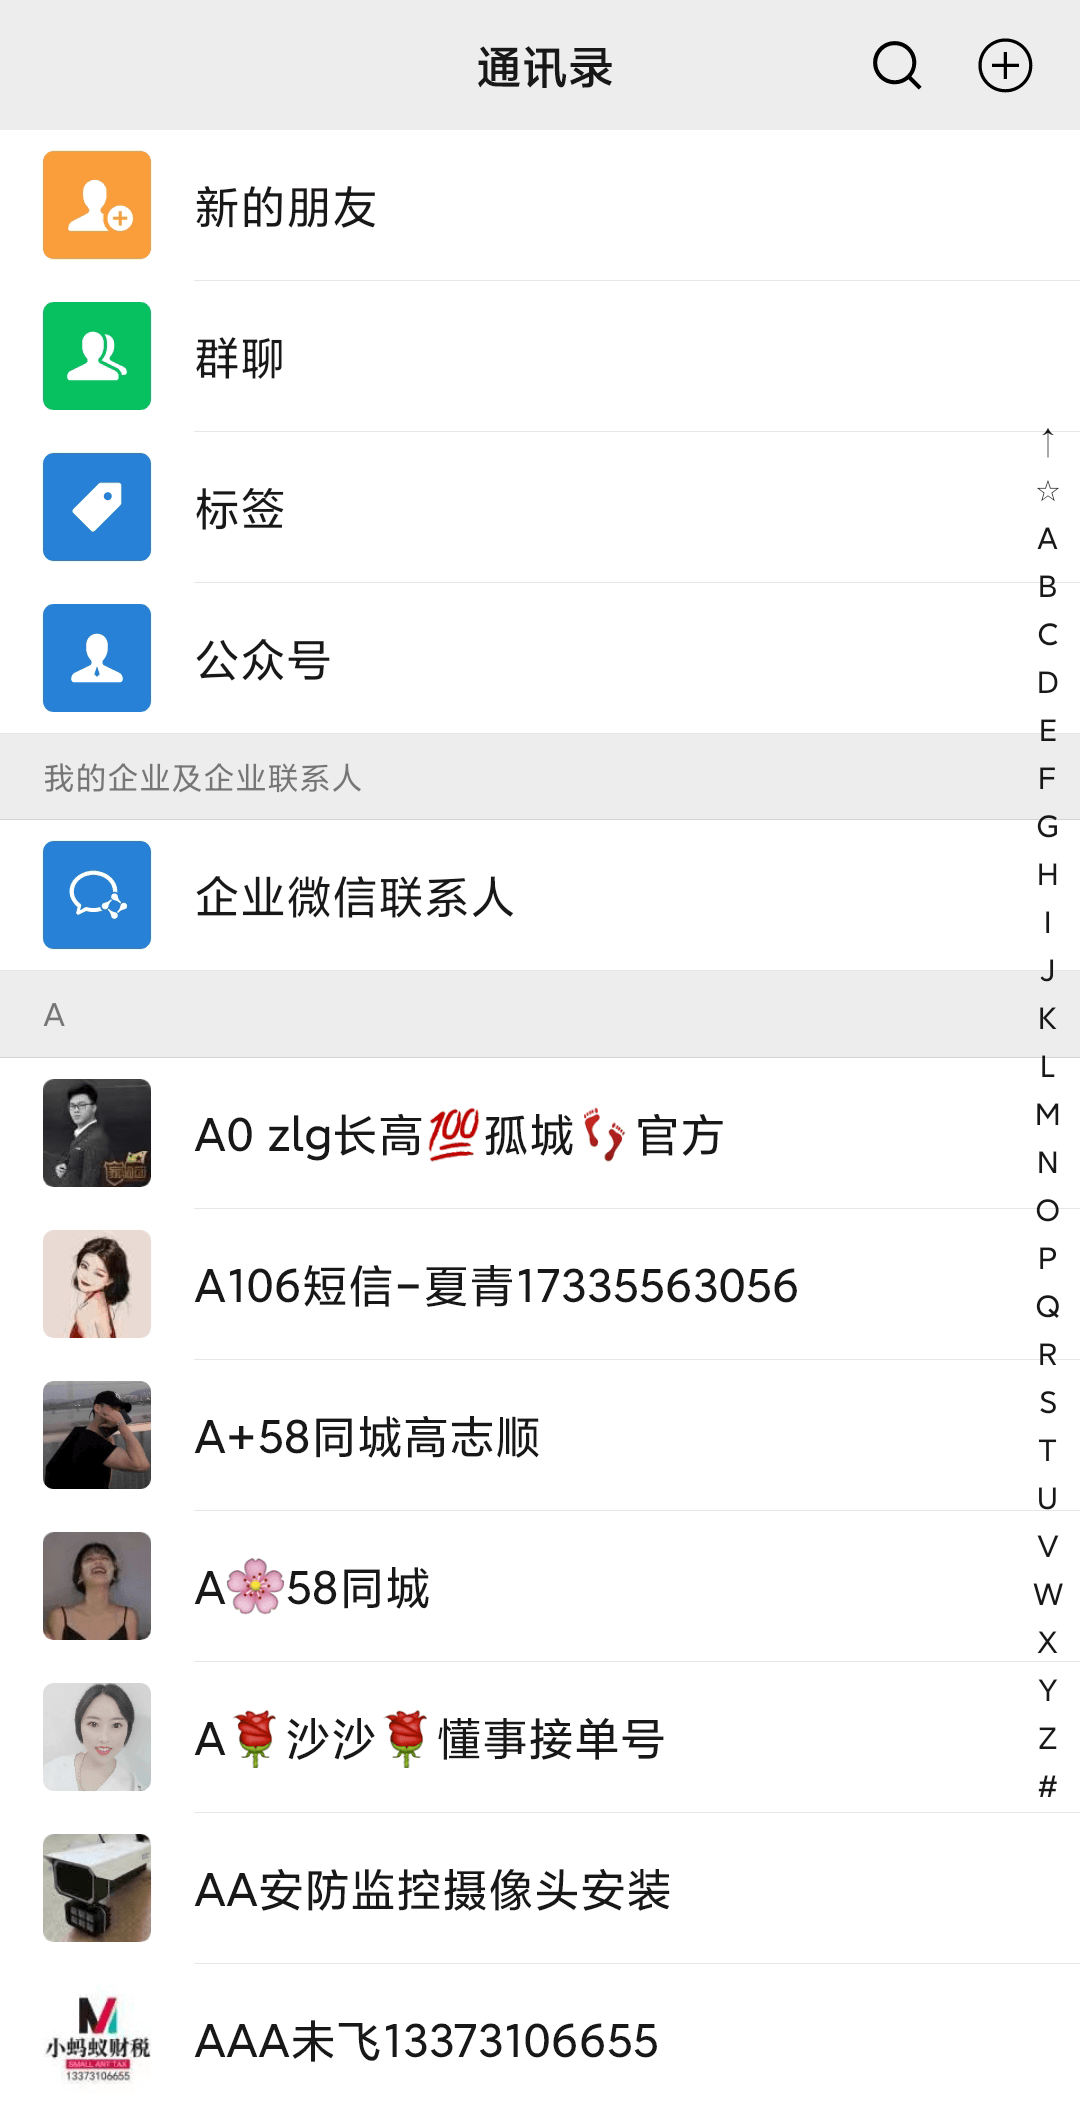 通讯录
新的朋友
群聊
标签
公众号
我的企业及企业联系人
企业微信联系人
A
A0 zlg长高💯孤城👣官方
A106短信-夏青17335563056
A+58同城高志顺
A🌸58同城
A🌹沙沙🌹懂事接单号
AA安防监控摄像头安装
小蚂蚁财税
SMALL ANT TAX
13373106655
AAA未飞13373106655
↑
☆
A
B
C
D
E
F
G
H
I
J
K
L
M
N
O
P
Q
R
S
T
U
V
W
X
Y
Z
#